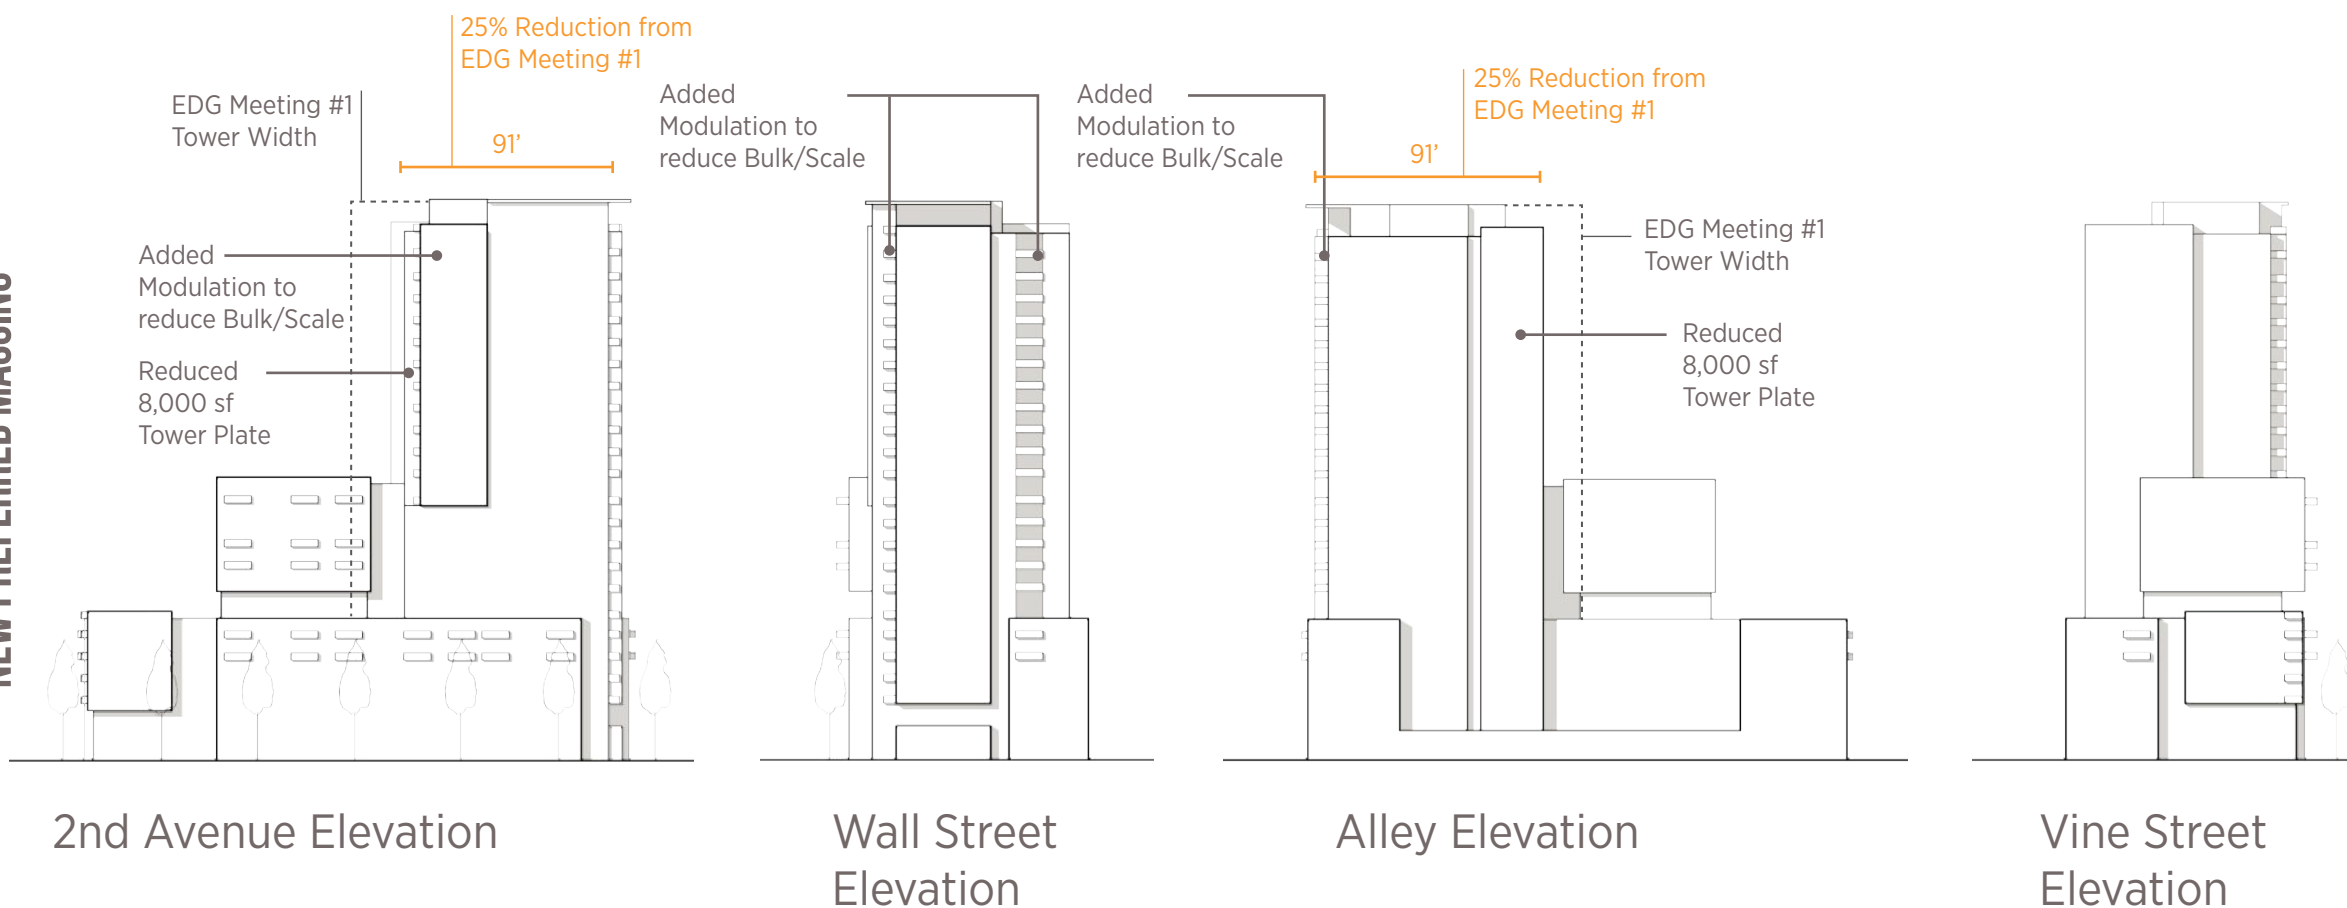 25% Reduction from
EDG Meeting #1
91'
EDG Meeting #1
Tower Width
Added
Modulation to
reduce Bulk/Scale
Reduced
8,000 sf
Tower Plate
2nd Avenue Elevation
Added
Modulation to
reduce Bulk/Scale
Wall Street
Elevation
Added
Modulation to
reduce Bulk/Scale
25% Reduction from
EDG Meeting #1
91'
EDG Meeting #1
Tower Width
Reduced
8,000 sf
Tower Plate
Alley Elevation
Vine Street
Elevation